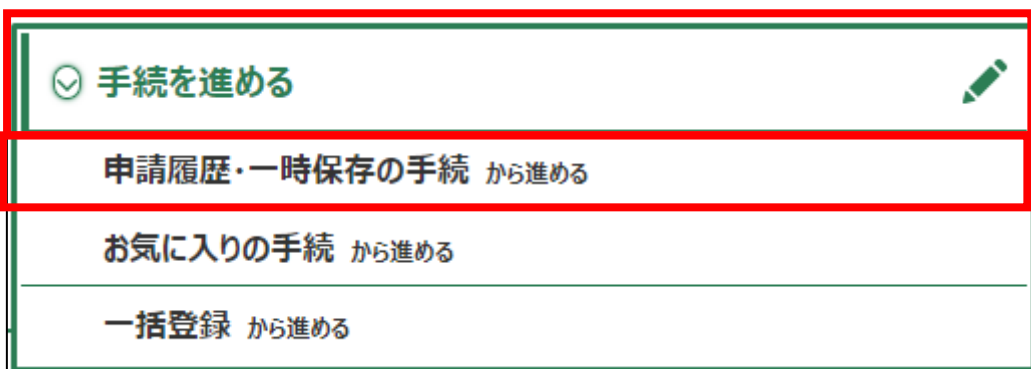 手続を進める
申請履歴・一時保存の手続 から進める
お気に入りの手続 から進める
一括登録 から進める